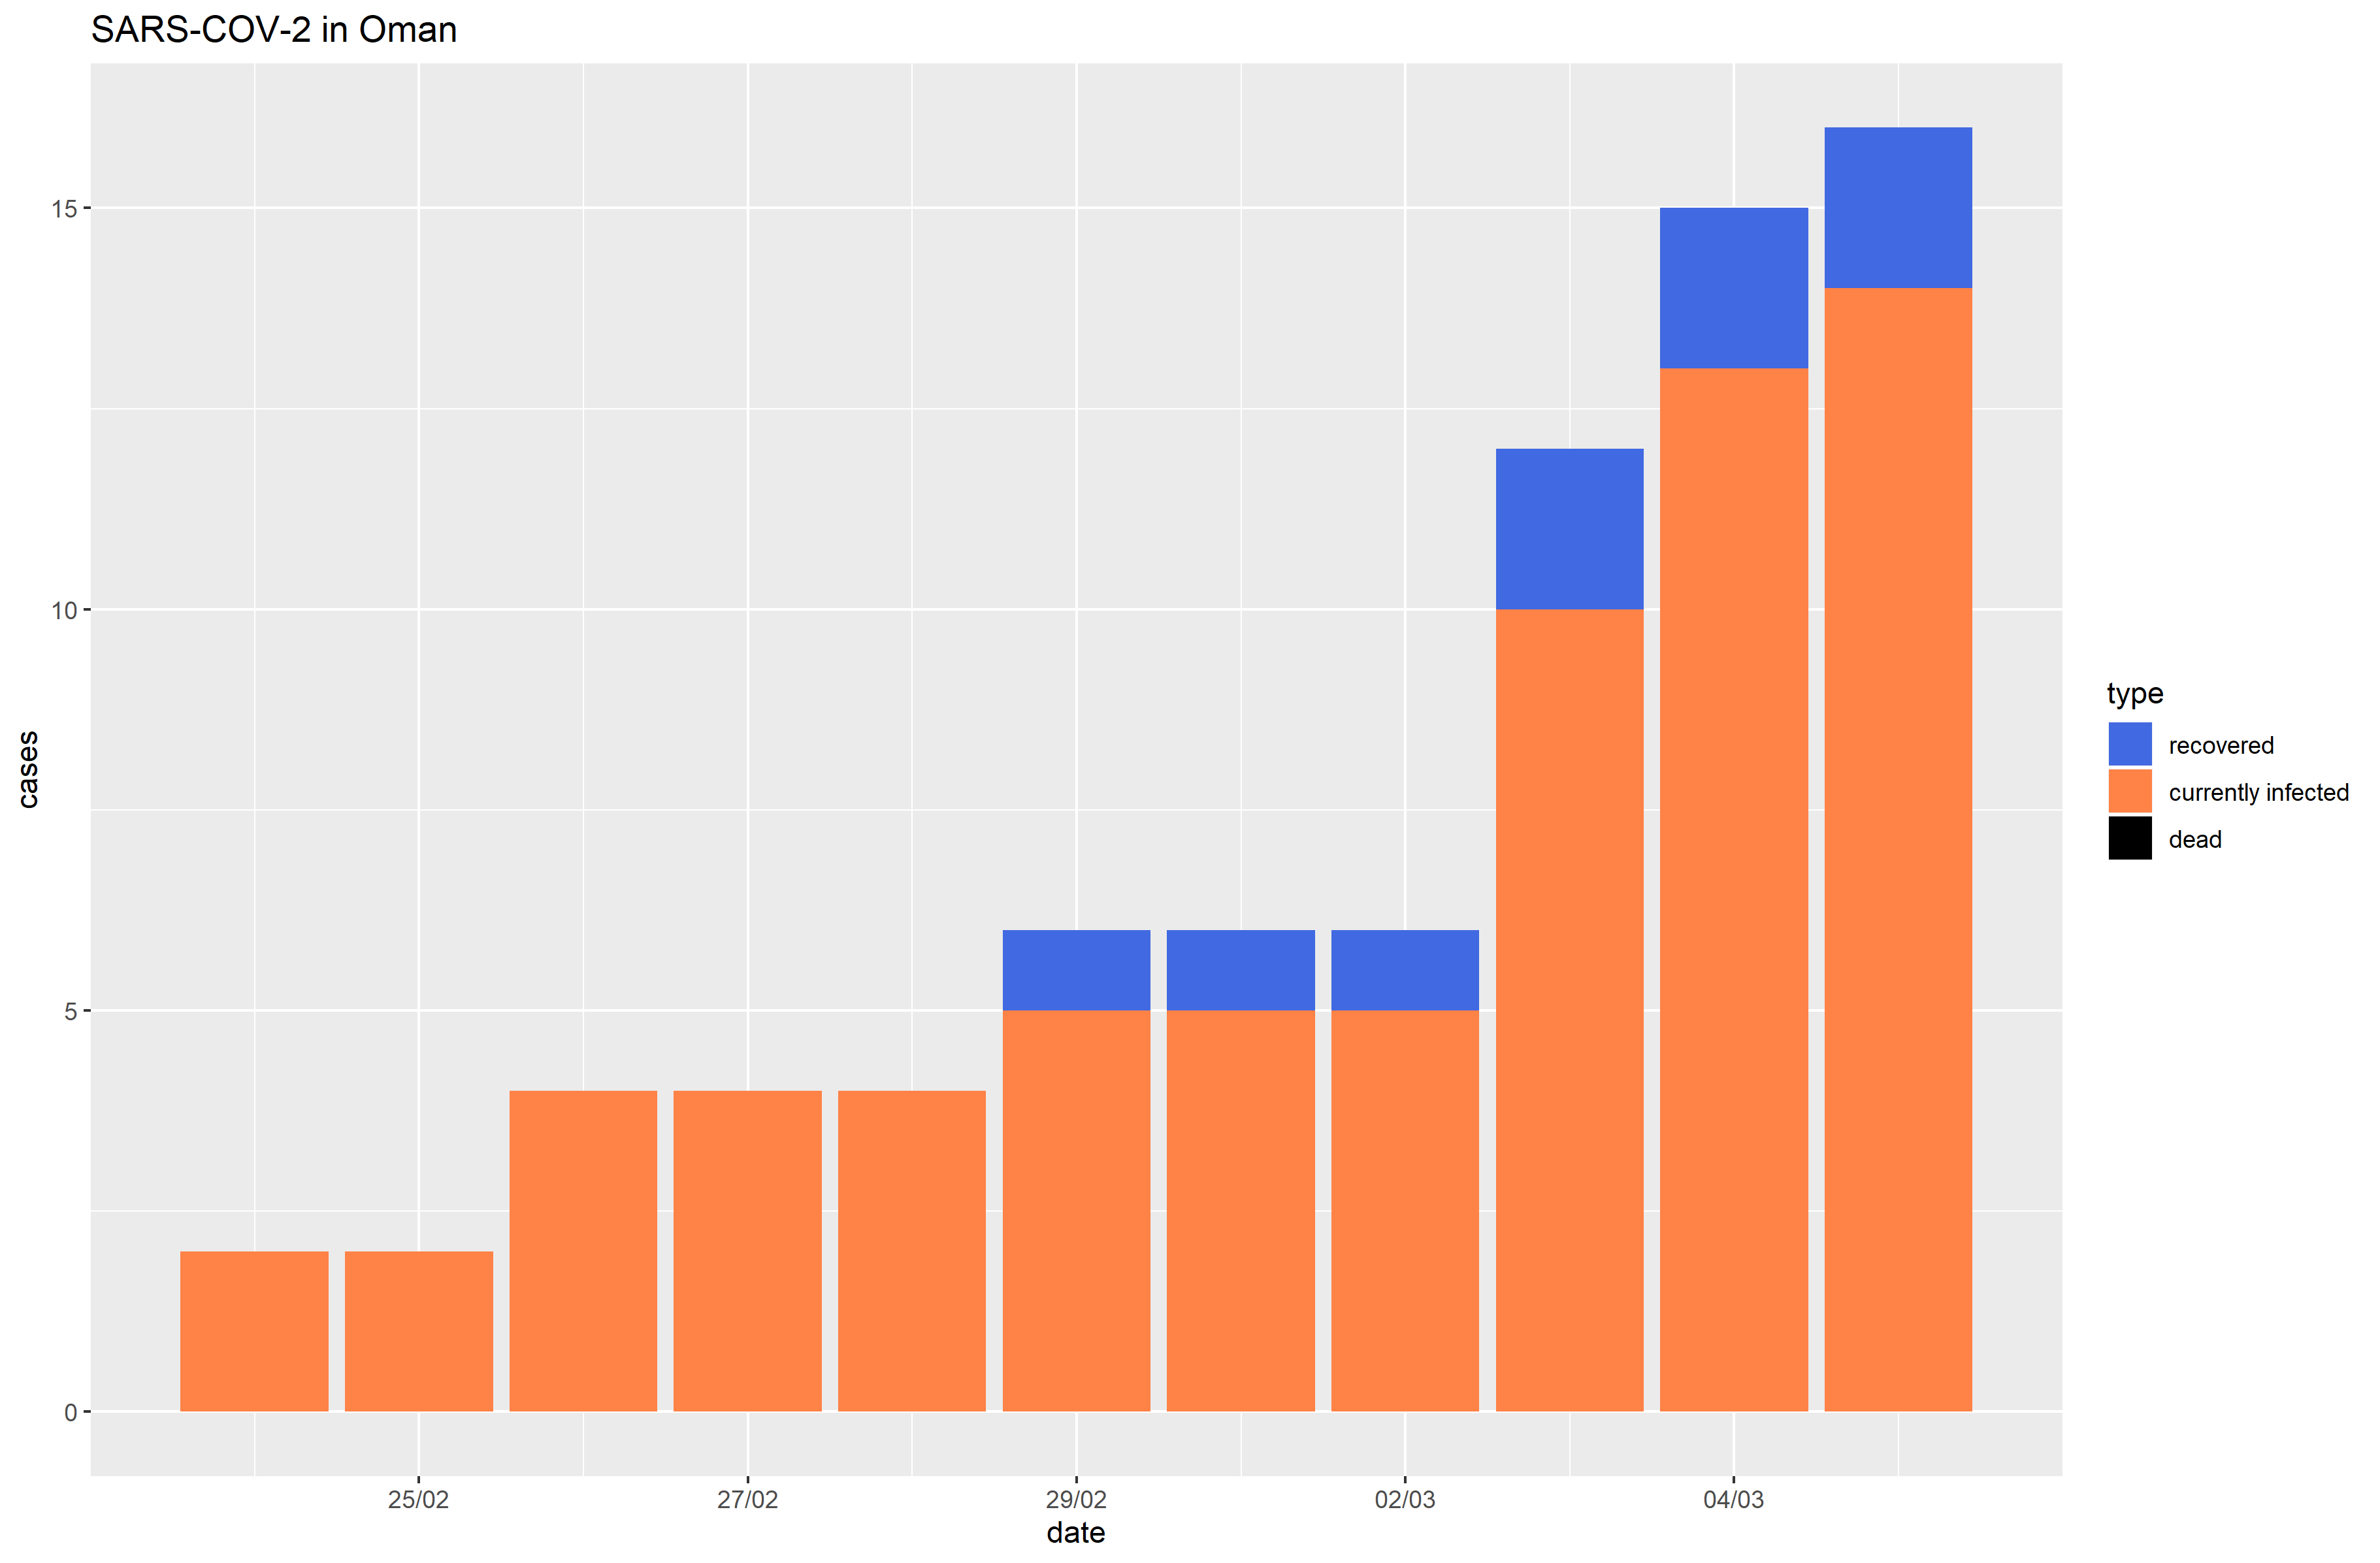 SARS-COV-2 in Oman
cases
15
10
5
0
25/02
27/02
29/02
02/03
04/03
date
type
recovered
currently infected
dead